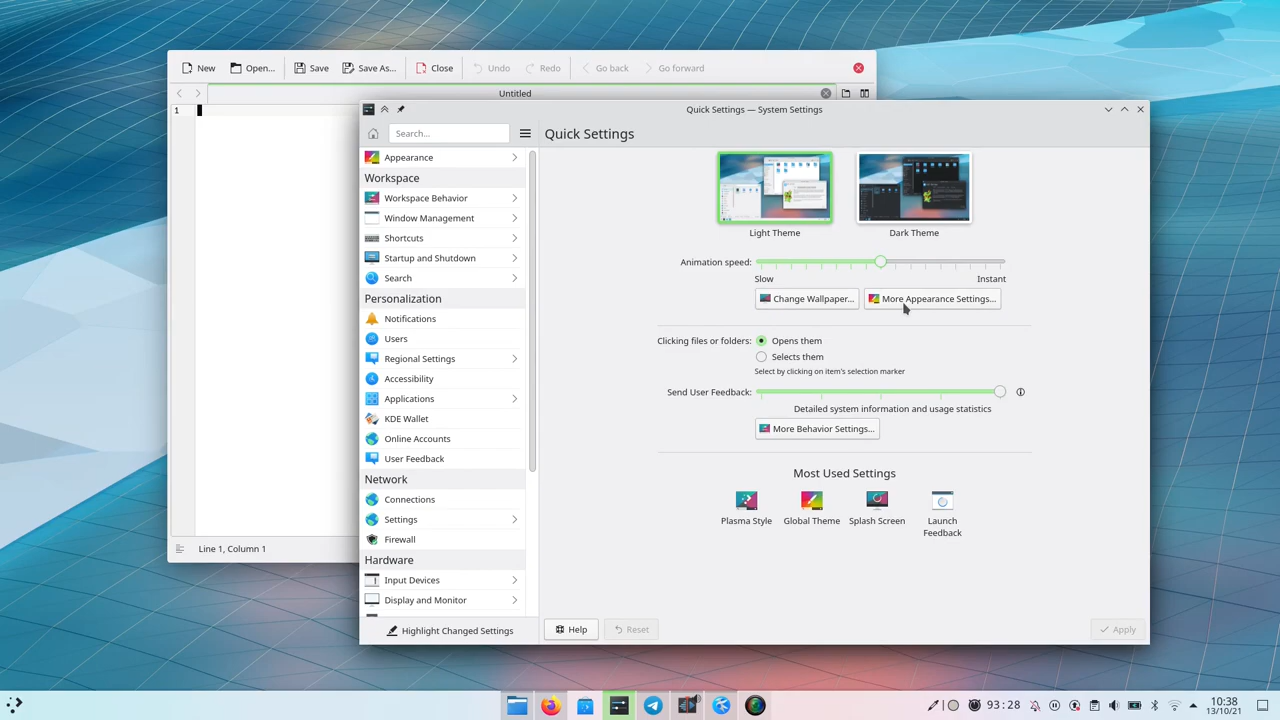 New Open... Save Save As... Close Undo Redo Go back Go forward
Untitled
1
Line 1, Column 1
Quick Settings — System Settings
Search...
Quick Settings
Appearance
Workspace
Workspace Behavior
Window Management
Shortcuts
Startup and Shutdown
Search
Personalization
Notifications
Users
Regional Settings
Accessibility
Applications
KDE Wallet
Online Accounts
User Feedback
Network
Connections
Settings
Firewall
Hardware
Input Devices
Display and Monitor
Highlight Changed Settings
Light Theme Dark Theme
Animation speed:
Slow Instant
Change Wallpaper... More Appearance Settings...
Clicking files or folders: Opens them
Selects them
Select by clicking on item's selection marker
Send User Feedback:
Detailed system information and usage statistics
More Behavior Settings...
Most Used Settings
Plasma Style Global Theme Splash Screen Launch
Feedback
Help Reset Apply
93:28
10:38
13/10/21